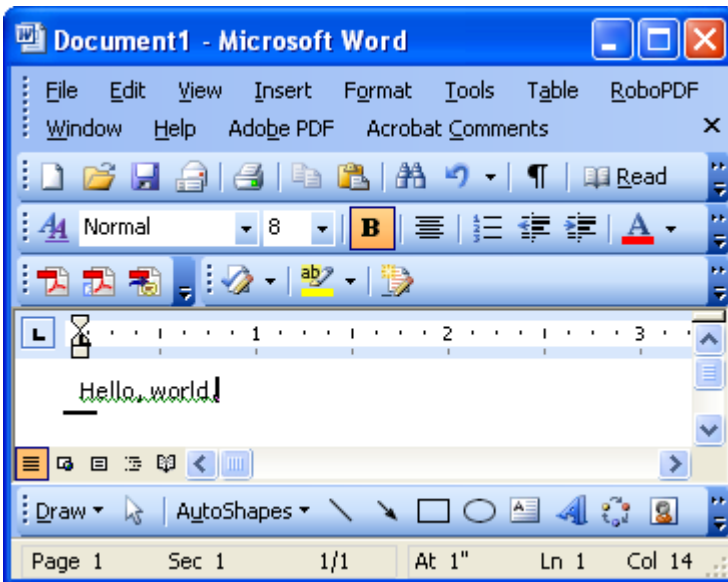 Document1 - Microsoft Word
File Edit View Insert Format Tools Table RoboPDF
Window Help Adobe PDF Acrobat Comments
Read
Normal 8 B A
ab
L 1 2 3
Hello, world.
Draw AutoShapes
Page 1 Sec 1 1/1 At 1" Ln 1 Col 14